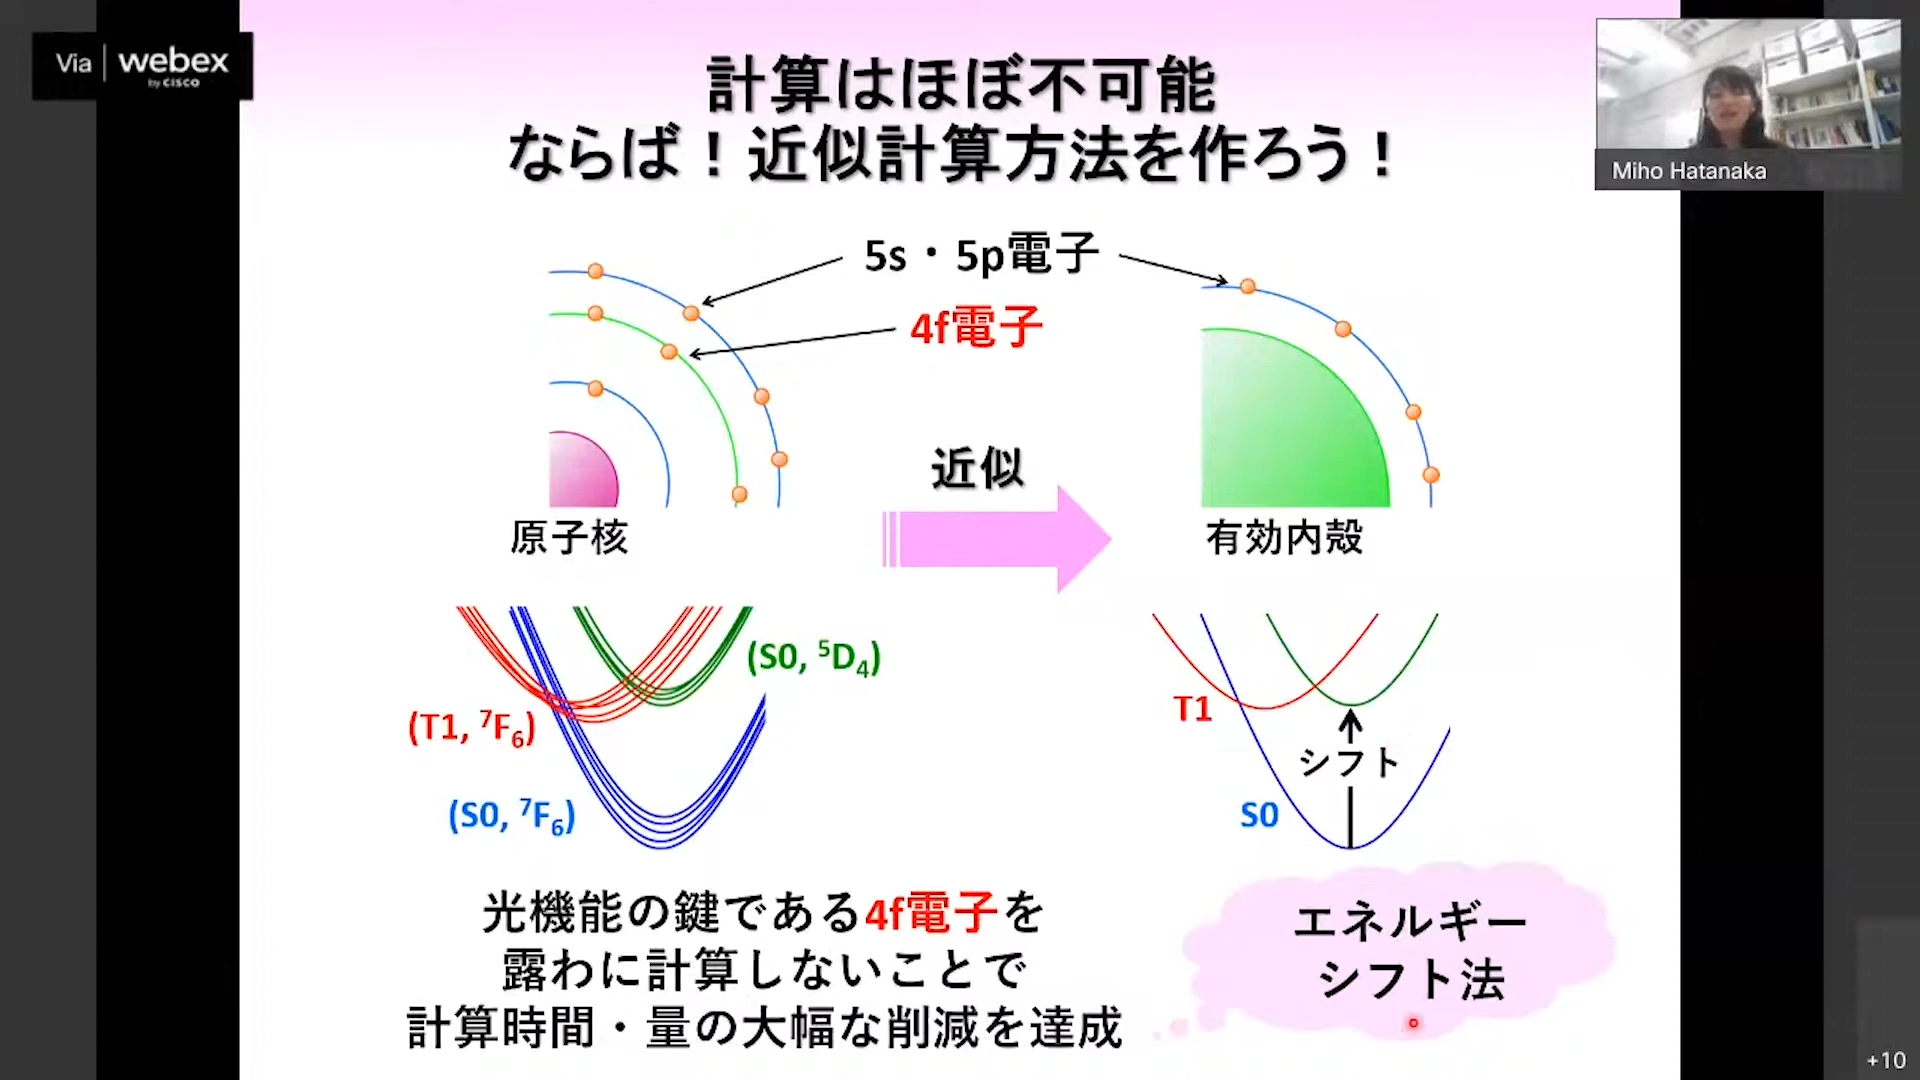 Via webex
by CISCO
計算はほぼ不可能
ならば！近似計算方法を作ろう！
Miho Hatanaka
5s・5p電子
4f電子
近似
原子核
有効内殻
(S0, ⁵D₄)
(T1, ⁷F₆)
(S0, ⁷F₆)
T1
シフト
S0
光機能の鍵である4f電子を
露わに計算しないことで
計算時間・量の大幅な削減を達成
エネルギー
シフト法
+10